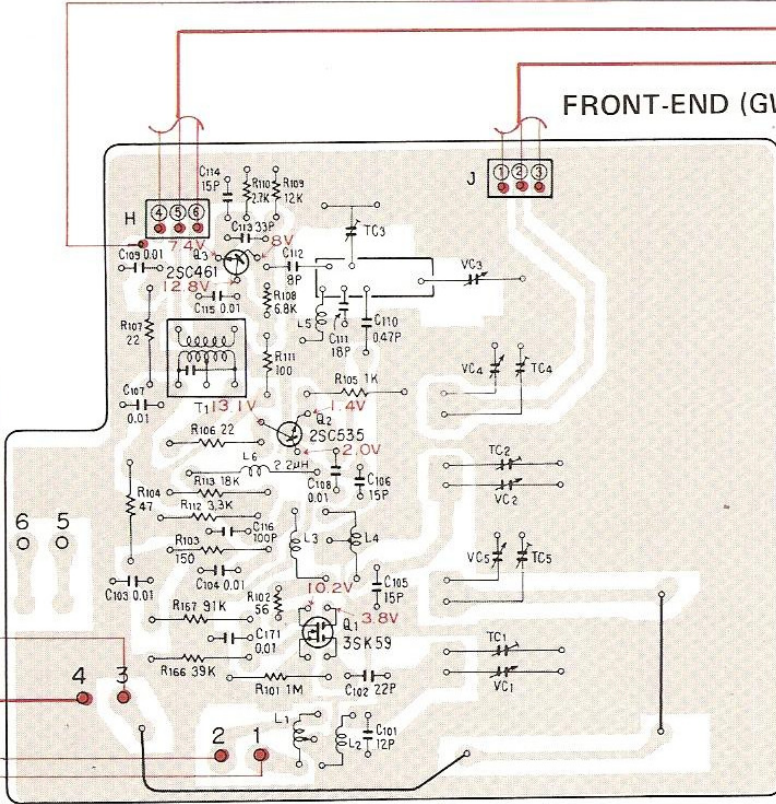 FRONT-END (G
J
1 2 3
H
4 5 6
C114
15P
R110
2.7K
R109
12K
C113 33P
TC3
7.4V
8V
C109 0.01
Q3
2SC461
C112
8P
VC3
12.8V
C115 0.01
R108
6.8K
R107
22
L5
C111
18P
C110
0.47P
R111
100
VC4
TC4
R105 1K
C107
0.01
T1
13.1V
1.4V
Q2
2SC535
R106 22
2.0V
TC2
L6
2.2μH
C108
0.01
C106
15P
VC2
R113 18K
R104
47
R112 3.3K
C116
100P
6 5
R103
150
L3
L4
VC5
TC5
C104 0.01
C103 0.01
10.2V
C105
15P
R102
56
R167 91K
3.8V
Q1
3SK59
C171
0.01
TC1
R166 39K
R101 1M
C102 22P
VC1
4 3
L1
L2
C101
12P
2 1